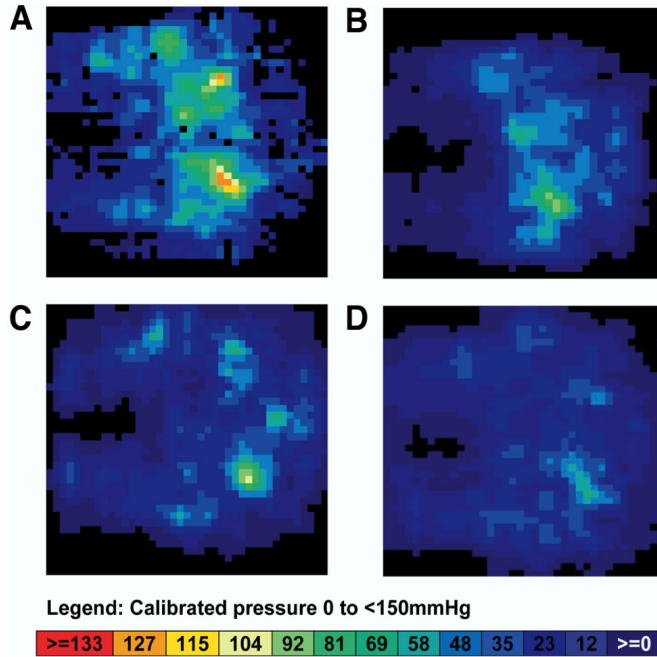 A
B
C
D
Legend: Calibrated pressure 0 to <150mmHg
>=133 127 115 104 92 81 69 58 48 35 23 12 >=0